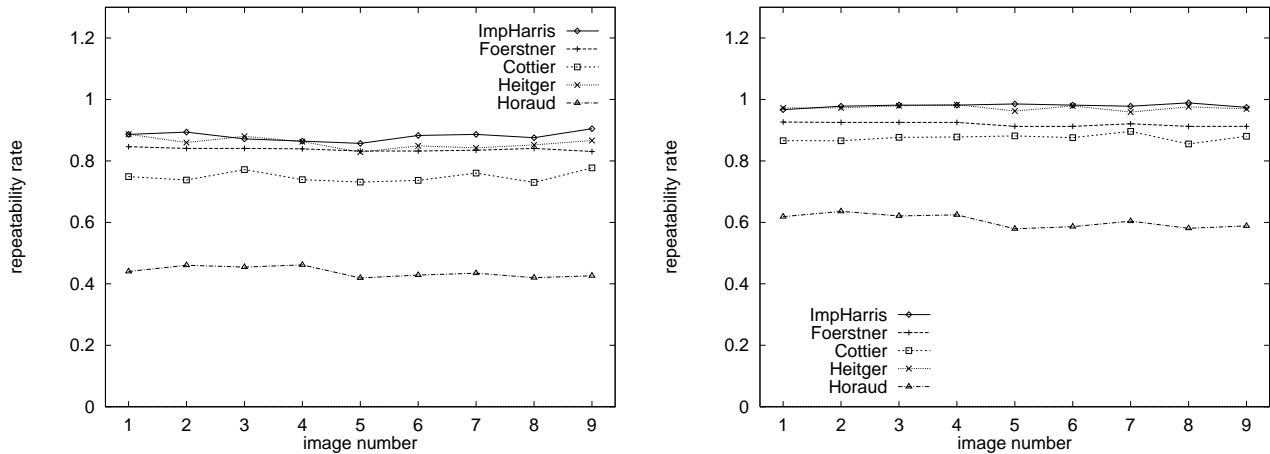 1.2
1
0.8
0.6
0.4
0.2
0
repeatability rate
ImpHarris
Foerstner
Cottier
Heitger
Horaud
1 2 3 4 5 6 7 8 9
image number
1.2
1
0.8
0.6
0.4
0.2
0
repeatability rate
ImpHarris
Foerstner
Cottier
Heitger
Horaud
1 2 3 4 5 6 7 8 9
image number